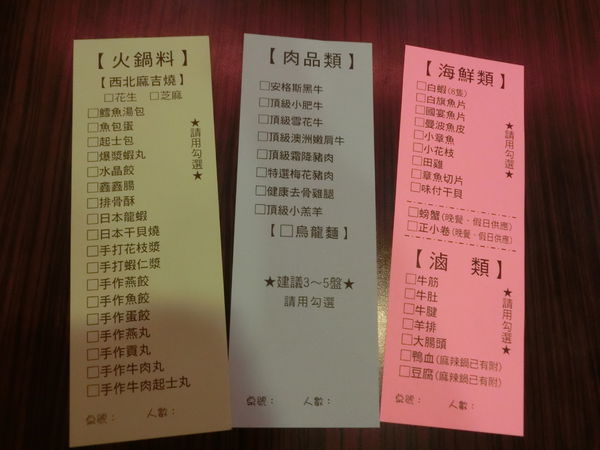 【火鍋料】
【西北麻吉燒】
□花生 □芝麻
□鱈魚湯包
□魚包蛋
□起士包
□爆漿蝦丸
□水晶餃
□鑫鑫腸
□排骨酥
□日本龍蝦
□日本干貝燒
□手打花枝漿
□手打蝦仁漿
□手作燕餃
□手作魚餃
□手作蛋餃
□手作燕丸
□手作貢丸
□手作牛肉丸
□手作牛肉起士丸
★請用勾選★
桌號： 人數：
【肉品類】
□安格斯黑牛
□頂級小肥牛
□頂級雪花牛
□頂級澳洲嫩肩牛
□頂級霜降豬肉
□特選梅花豬肉
□健康去骨雞腿
□頂級小羔羊
【□烏龍麵】
★建議3～5盤★
請用勾選
桌號： 人數：
【海鮮類】
□白蝦(8隻)
□白旗魚片
□國宴魚片
□曼波魚皮
□小章魚
□小花枝
□田雞
□章魚切片
□味付干貝
★請用勾選★
□螃蟹(晚餐、假日供應)
□正小卷(晚餐、假日供應)
【滷類】
□牛筋
□牛肚
□牛腱
□羊排
□大腸頭
□鴨血(麻辣鍋已有附)
□豆腐(麻辣鍋已有附)
★請用勾選★
桌號： 人數：